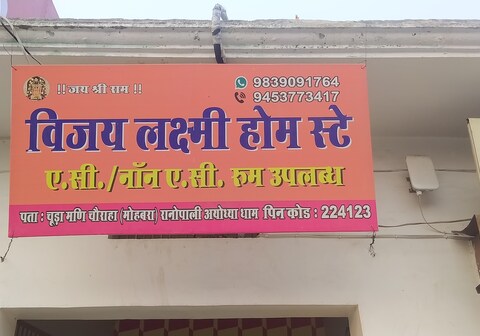 !! जय श्री राम !!
9839091764
9453773417
विजय लक्ष्मी होम स्टे
ए.सी./नॉन ए.सी. रुम उपलब्ध
पता : चूड़ा मणि चौराहा (मोहबरा) रानोपाली अयोध्या धाम पिन कोड : 224123